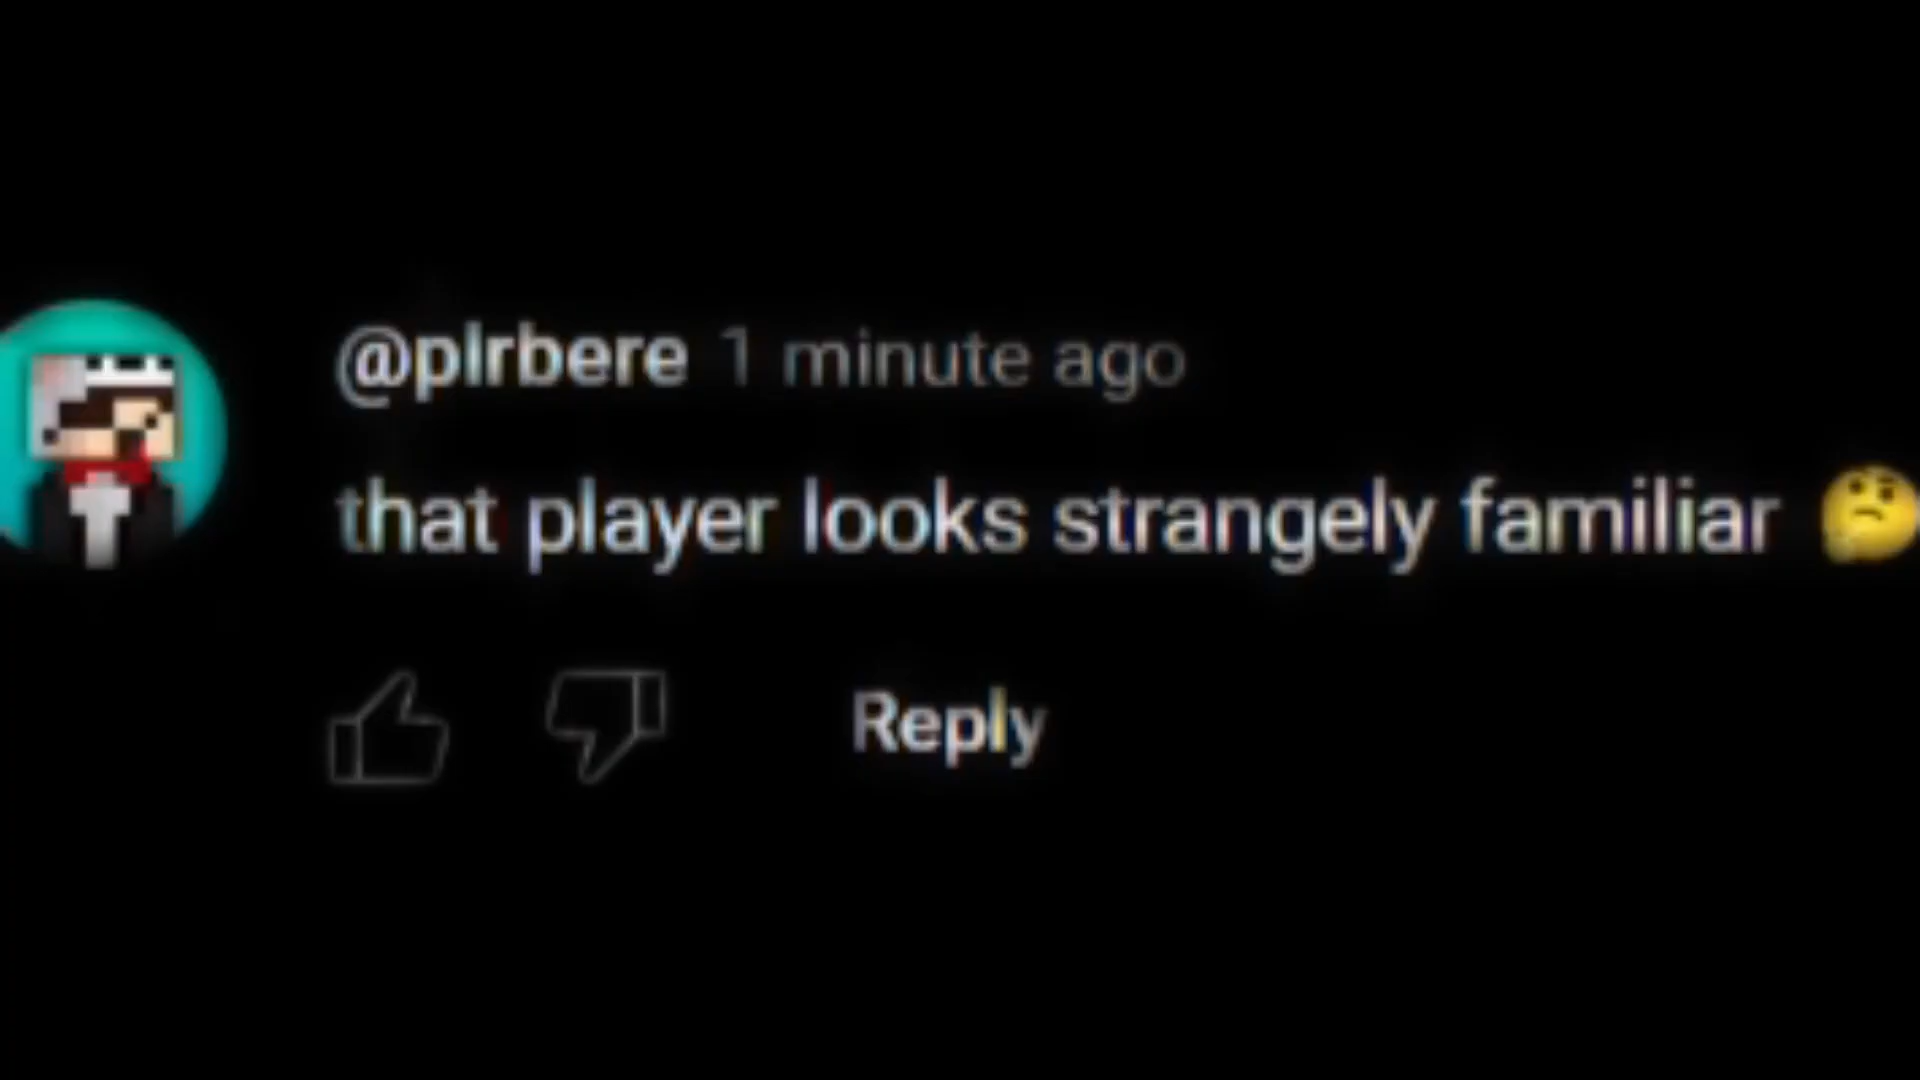 @plrbere 1 minute ago
that player looks strangely familiar 🤔
Reply